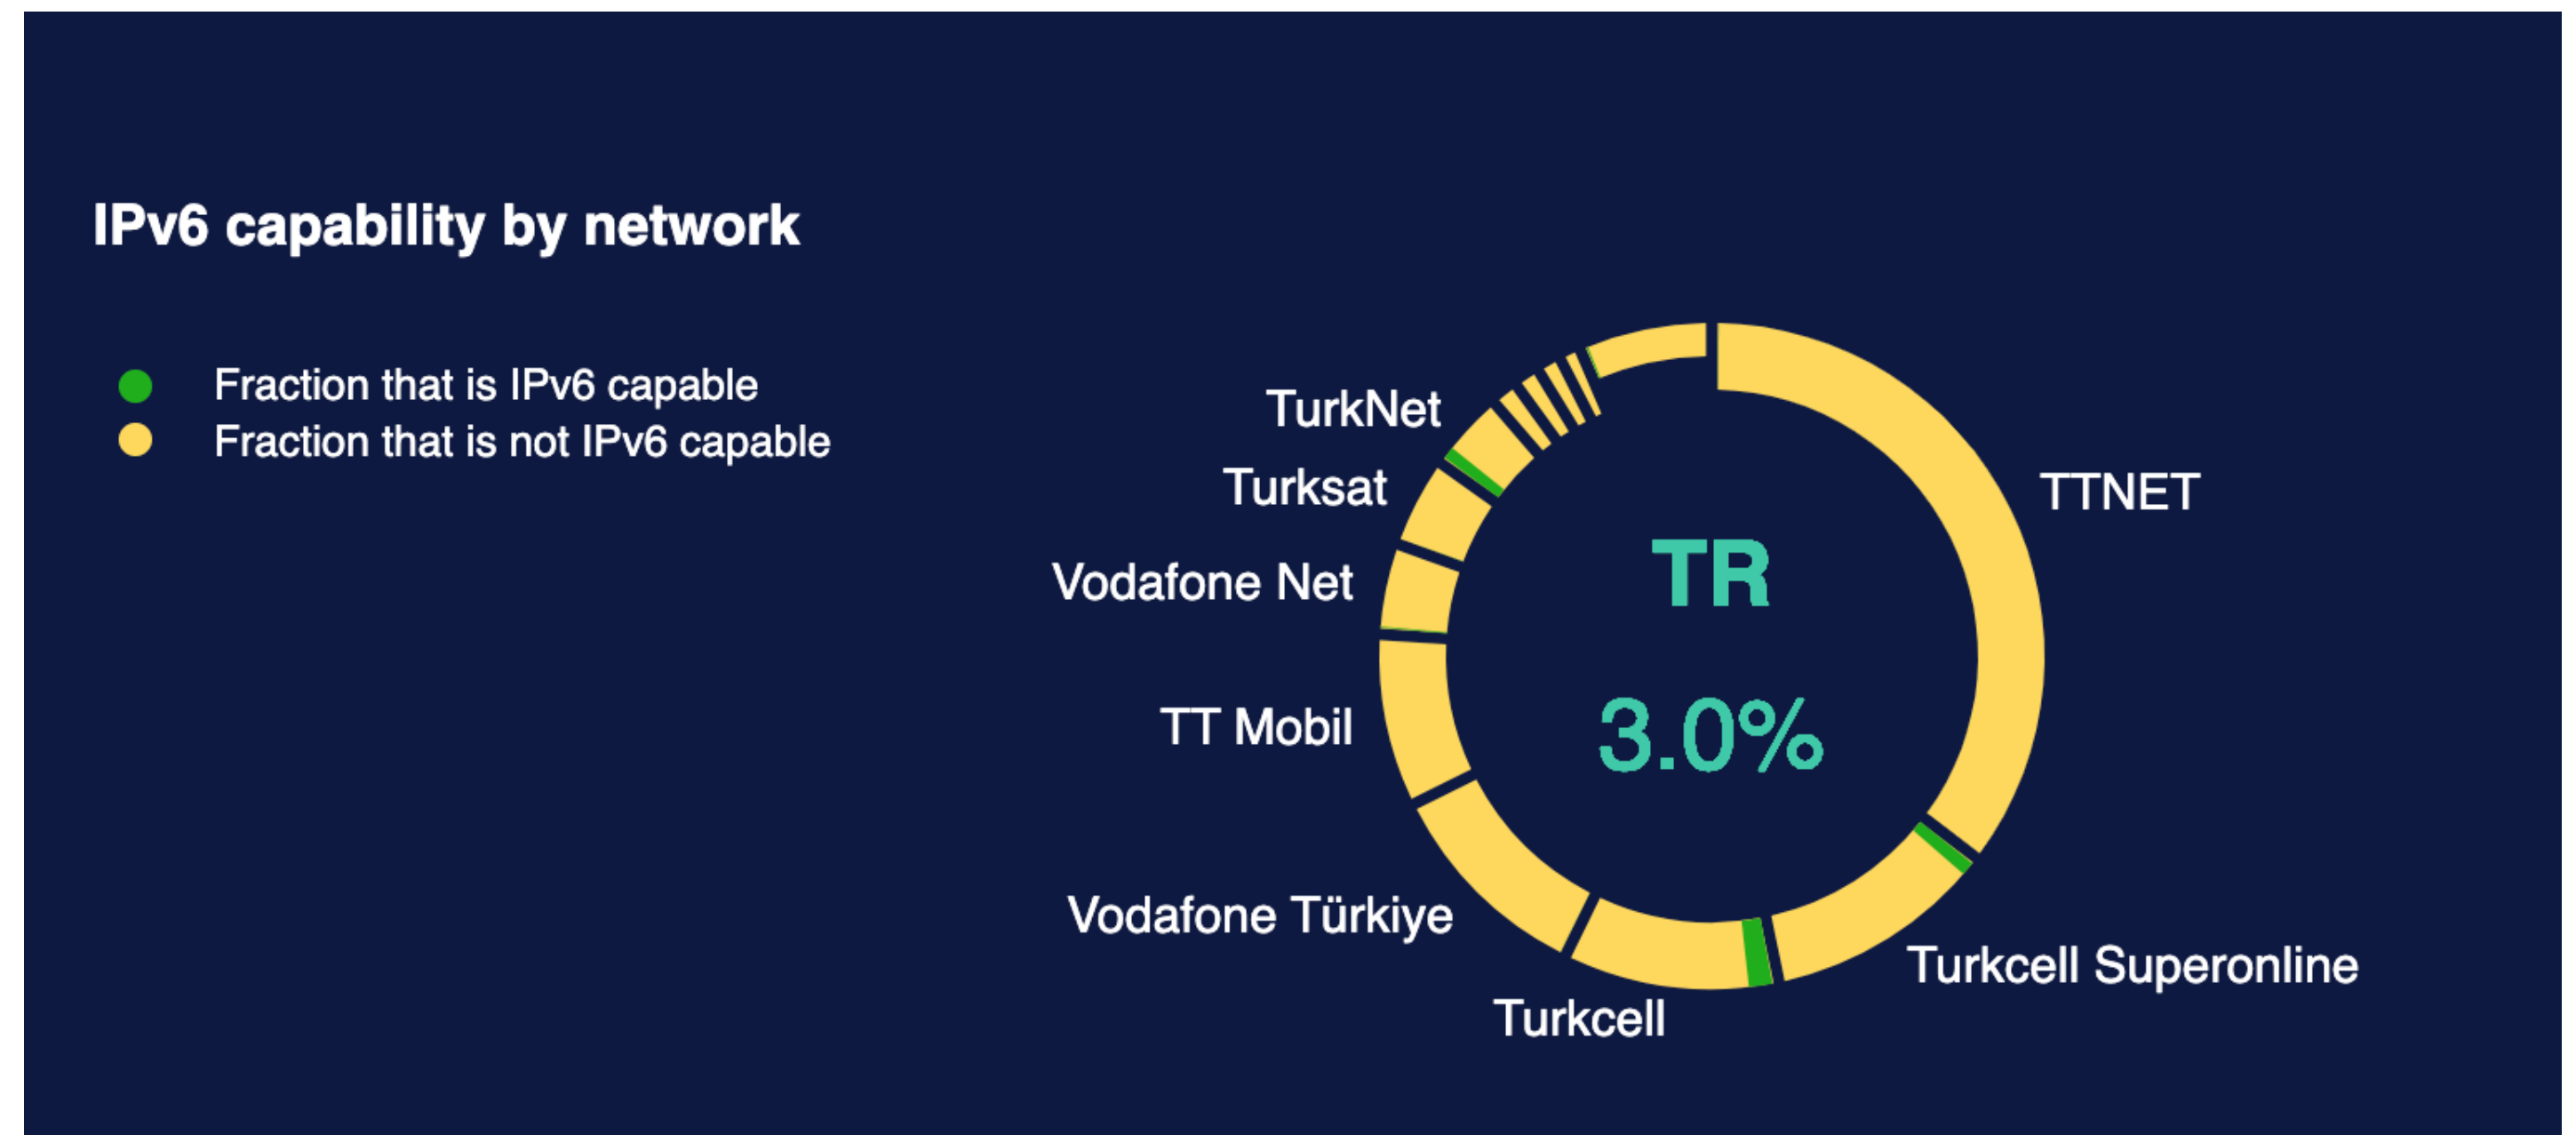 IPv6 capability by network
Fraction that is IPv6 capable
Fraction that is not IPv6 capable
TurkNet
Turksat
Vodafone Net
TT Mobil
Vodafone Türkiye
Turkcell
Turkcell Superonline
TTNET
TR
3.0%